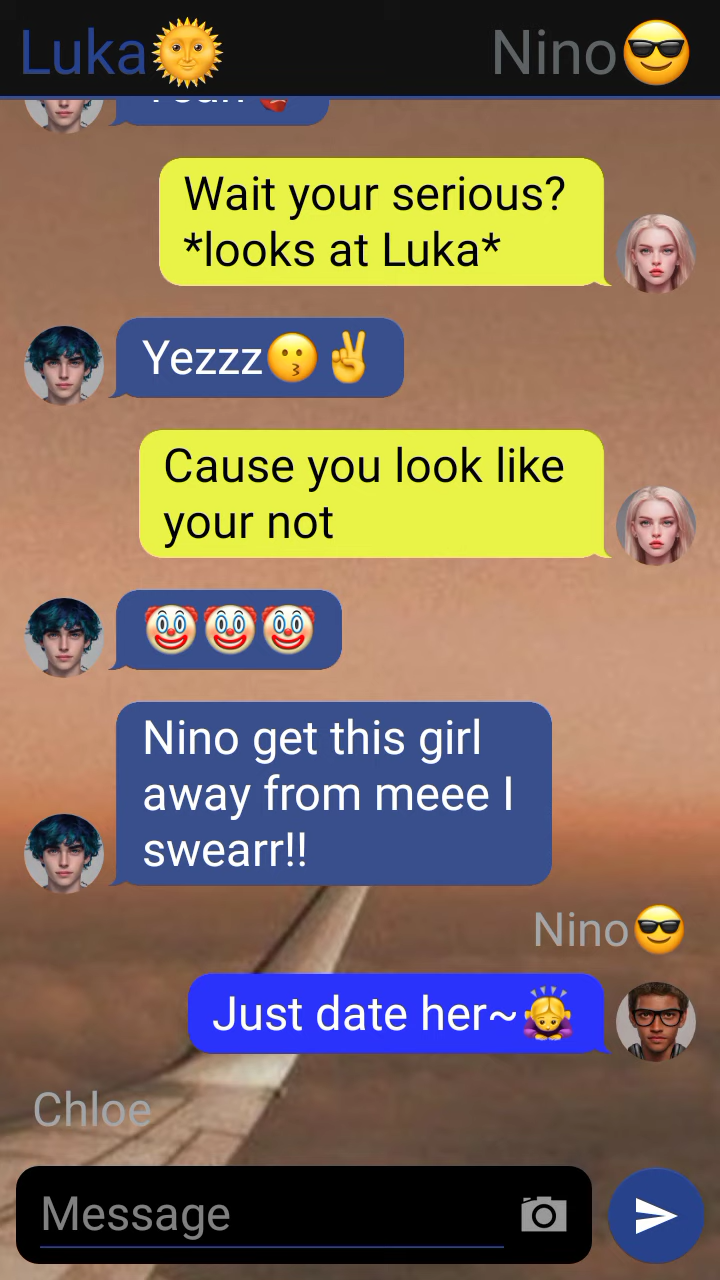 Luka🌞 Nino😎
Wait your serious?
*looks at Luka*
Yezzz😗✌
Cause you look like
your not
🤡🤡🤡
Nino get this girl
away from meee I
swearr!!
Nino😎
Just date her~🙇‍♀️
Chloe
Message